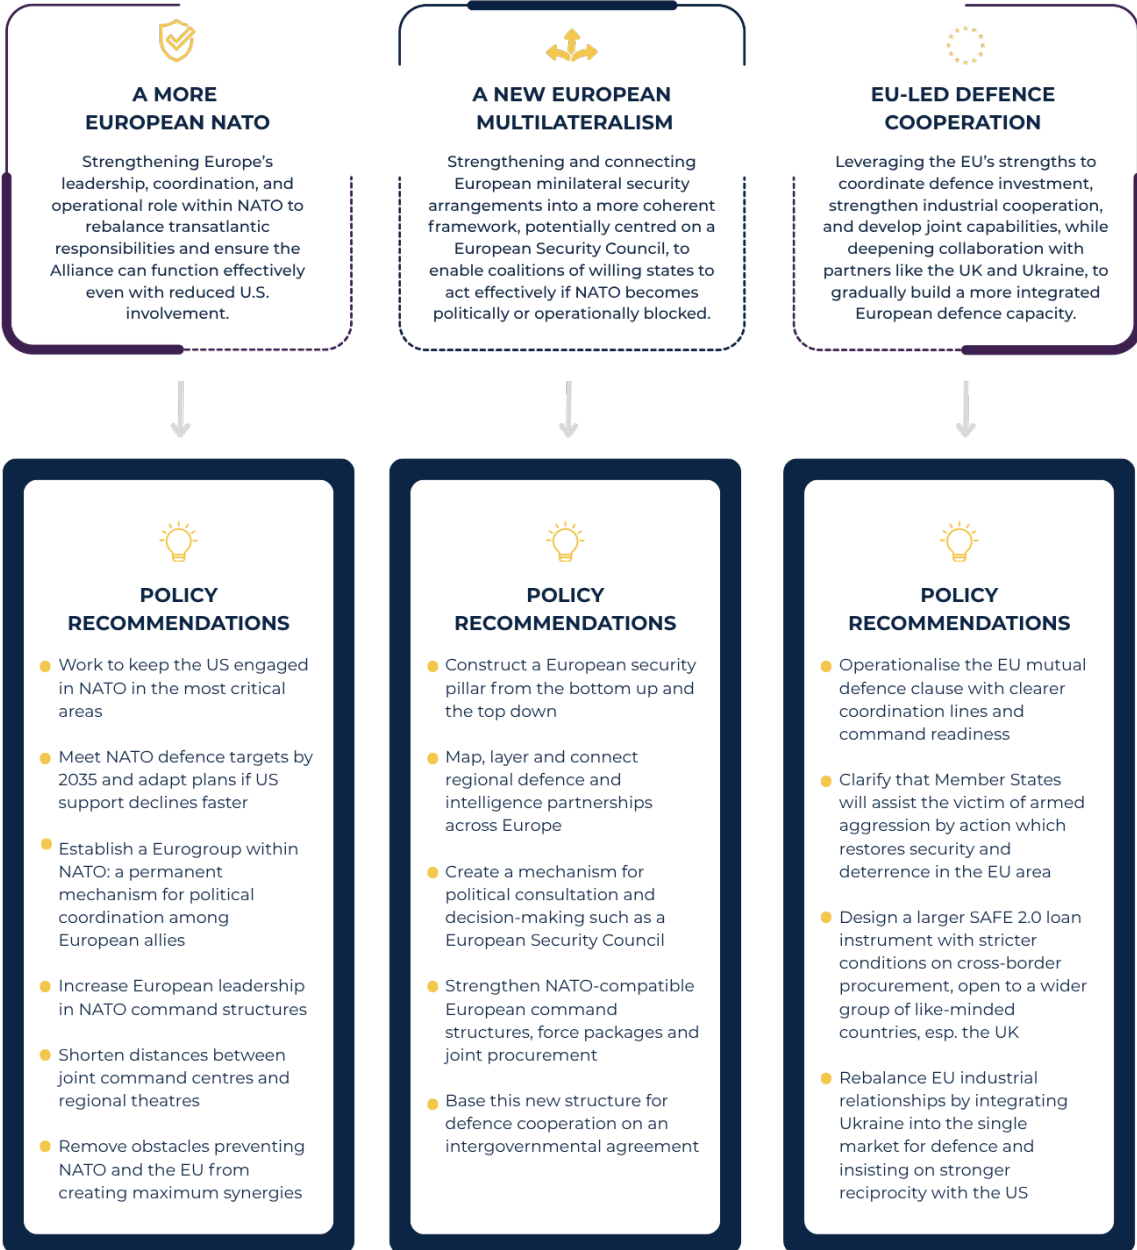 A MORE
EUROPEAN NATO
Strengthening Europe's
leadership, coordination, and
operational role within NATO to
rebalance transatlantic
responsibilities and ensure the
Alliance can function effectively
even with reduced U.S.
involvement.
A NEW EUROPEAN
MULTILATERALISM
Strengthening and connecting
European minilateral security
arrangements into a more coherent
framework, potentially centred on a
European Security Council, to
enable coalitions of willing states to
act effectively if NATO becomes
politically or operationally blocked.
EU-LED DEFENCE
COOPERATION
Leveraging the EU's strengths to
coordinate defence investment,
strengthen industrial cooperation,
and develop joint capabilities, while
deepening collaboration with
partners like the UK and Ukraine, to
gradually build a more integrated
European defence capacity.
POLICY
RECOMMENDATIONS
Work to keep the US engaged
in NATO in the most critical
areas
Meet NATO defence targets by
2035 and adapt plans if US
support declines faster
Establish a Eurogroup within
NATO: a permanent
mechanism for political
coordination among
European allies
Increase European leadership
in NATO command structures
Shorten distances between
joint command centres and
regional theatres
Remove obstacles preventing
NATO and the EU from
creating maximum synergies
POLICY
RECOMMENDATIONS
Construct a European security
pillar from the bottom up and
the top down
Map, layer and connect
regional defence and
intelligence partnerships
across Europe
Create a mechanism for
political consultation and
decision-making such as a
European Security Council
Strengthen NATO-compatible
European command
structures, force packages and
joint procurement
Base this new structure for
defence cooperation on an
intergovernmental agreement
POLICY
RECOMMENDATIONS
Operationalise the EU mutual
defence clause with clearer
coordination lines and
command readiness
Clarify that Member States
will assist the victim of armed
aggression by action which
restores security and
deterrence in the EU area
Design a larger SAFE 2.0 loan
instrument with stricter
conditions on cross-border
procurement, open to a wider
group of like-minded
countries, esp. the UK
Rebalance EU industrial
relationships by integrating
Ukraine into the single
market for defence and
insisting on stronger
reciprocity with the US